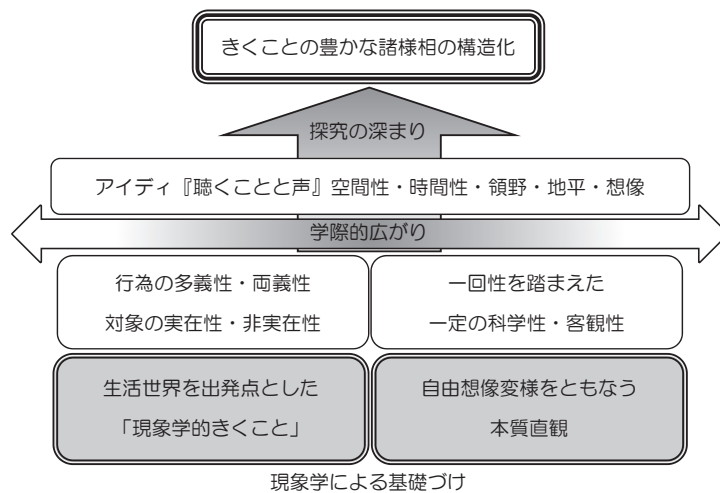 きくことの豊かな諸様相の構造化
探究の深まり
アイディ『聴くことと声』空間性・時間性・領野・地平・想像
学際的広がり
行為の多義性・両義性
対象の実在性・非実在性
一回性を踏まえた
一定の科学性・客観性
生活世界を出発点とした
「現象学的きくこと」
自由想像変様をともなう
本質直観
現象学による基礎づけ